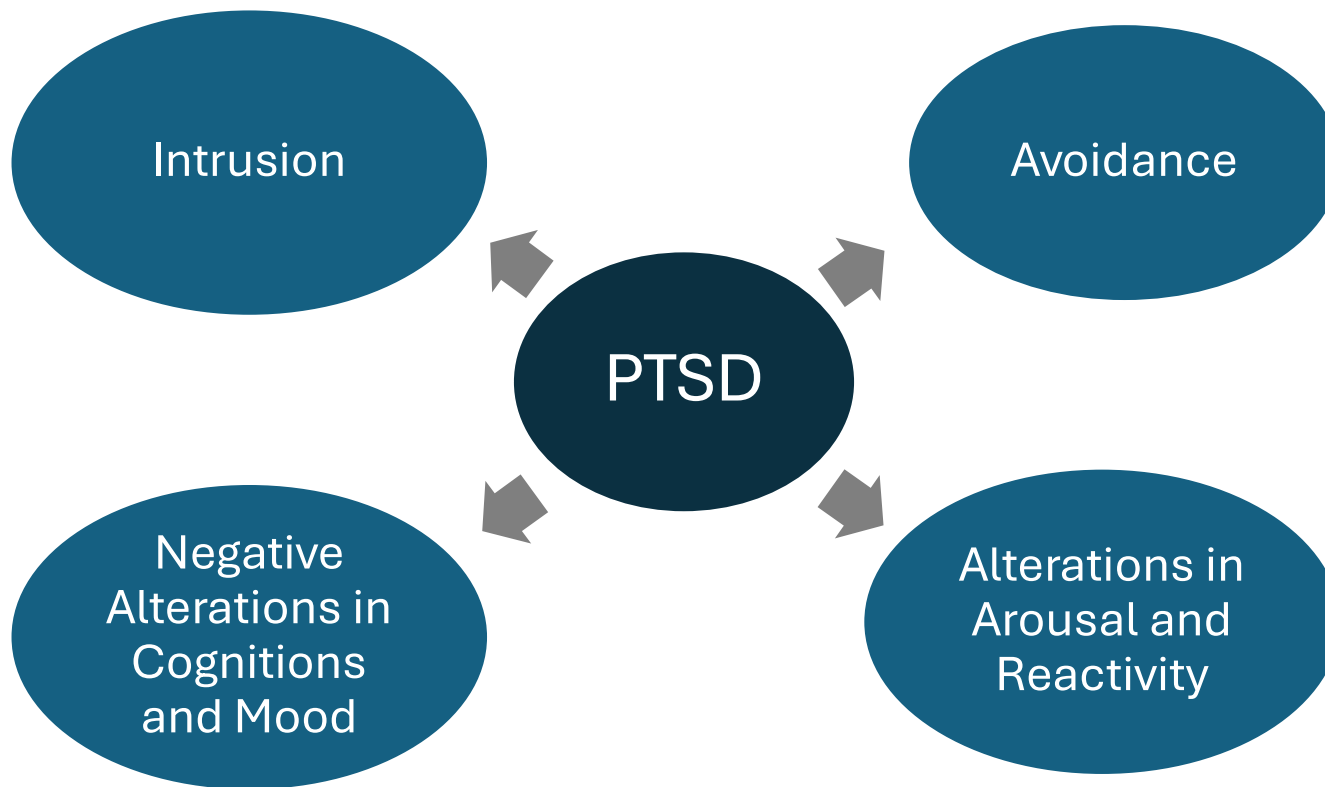 Intrusion
Avoidance
PTSD
Negative
Alterations in
Cognitions
and Mood
Alterations in
Arousal and
Reactivity